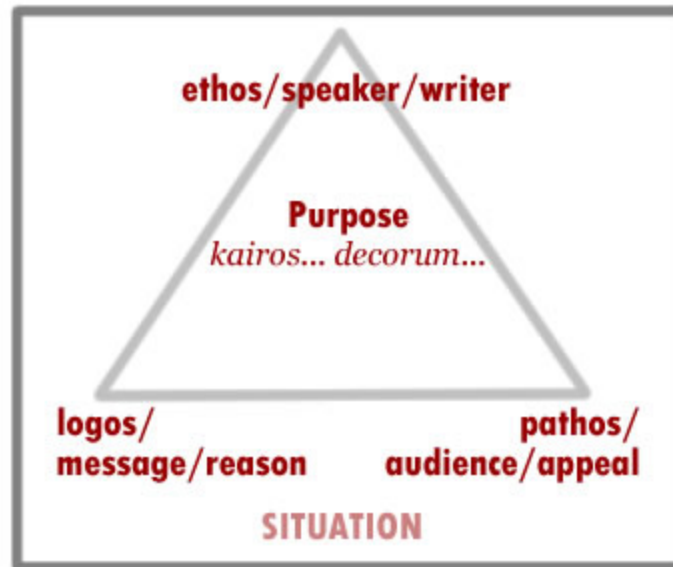 ethos/speaker/writer
Purpose
kairos... decorum...
logos/
message/reason
pathos/
audience/appeal
SITUATION